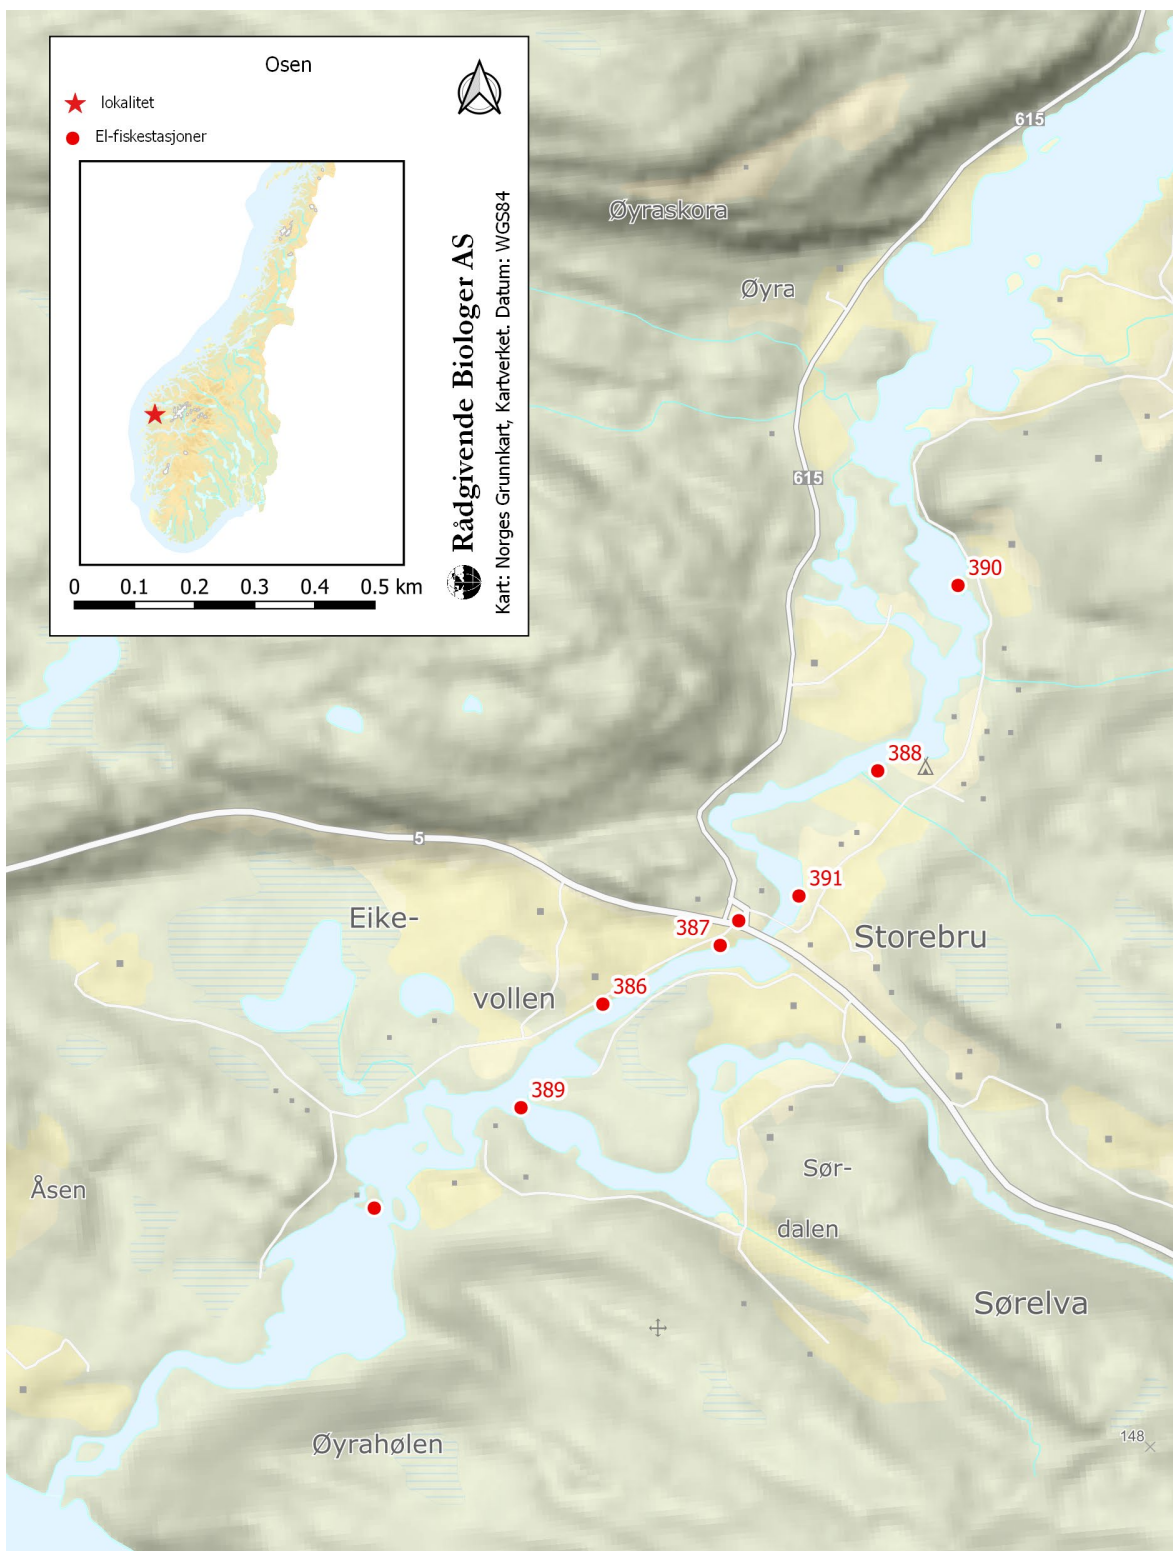 Osen
lokalitet
El-fiskestasjoner
0 0.1 0.2 0.3 0.4 0.5 km
Rådgivende Biologer AS
Kart: Norges Grunnkart, Kartverket. Datum: WGS84
615
Øyraskora
Øyra
615
390
388
5
391
Eike-
387
Storebru
386
vollen
389
Sør-
Åsen
dalen
Sørelva
Øyrahølen
148